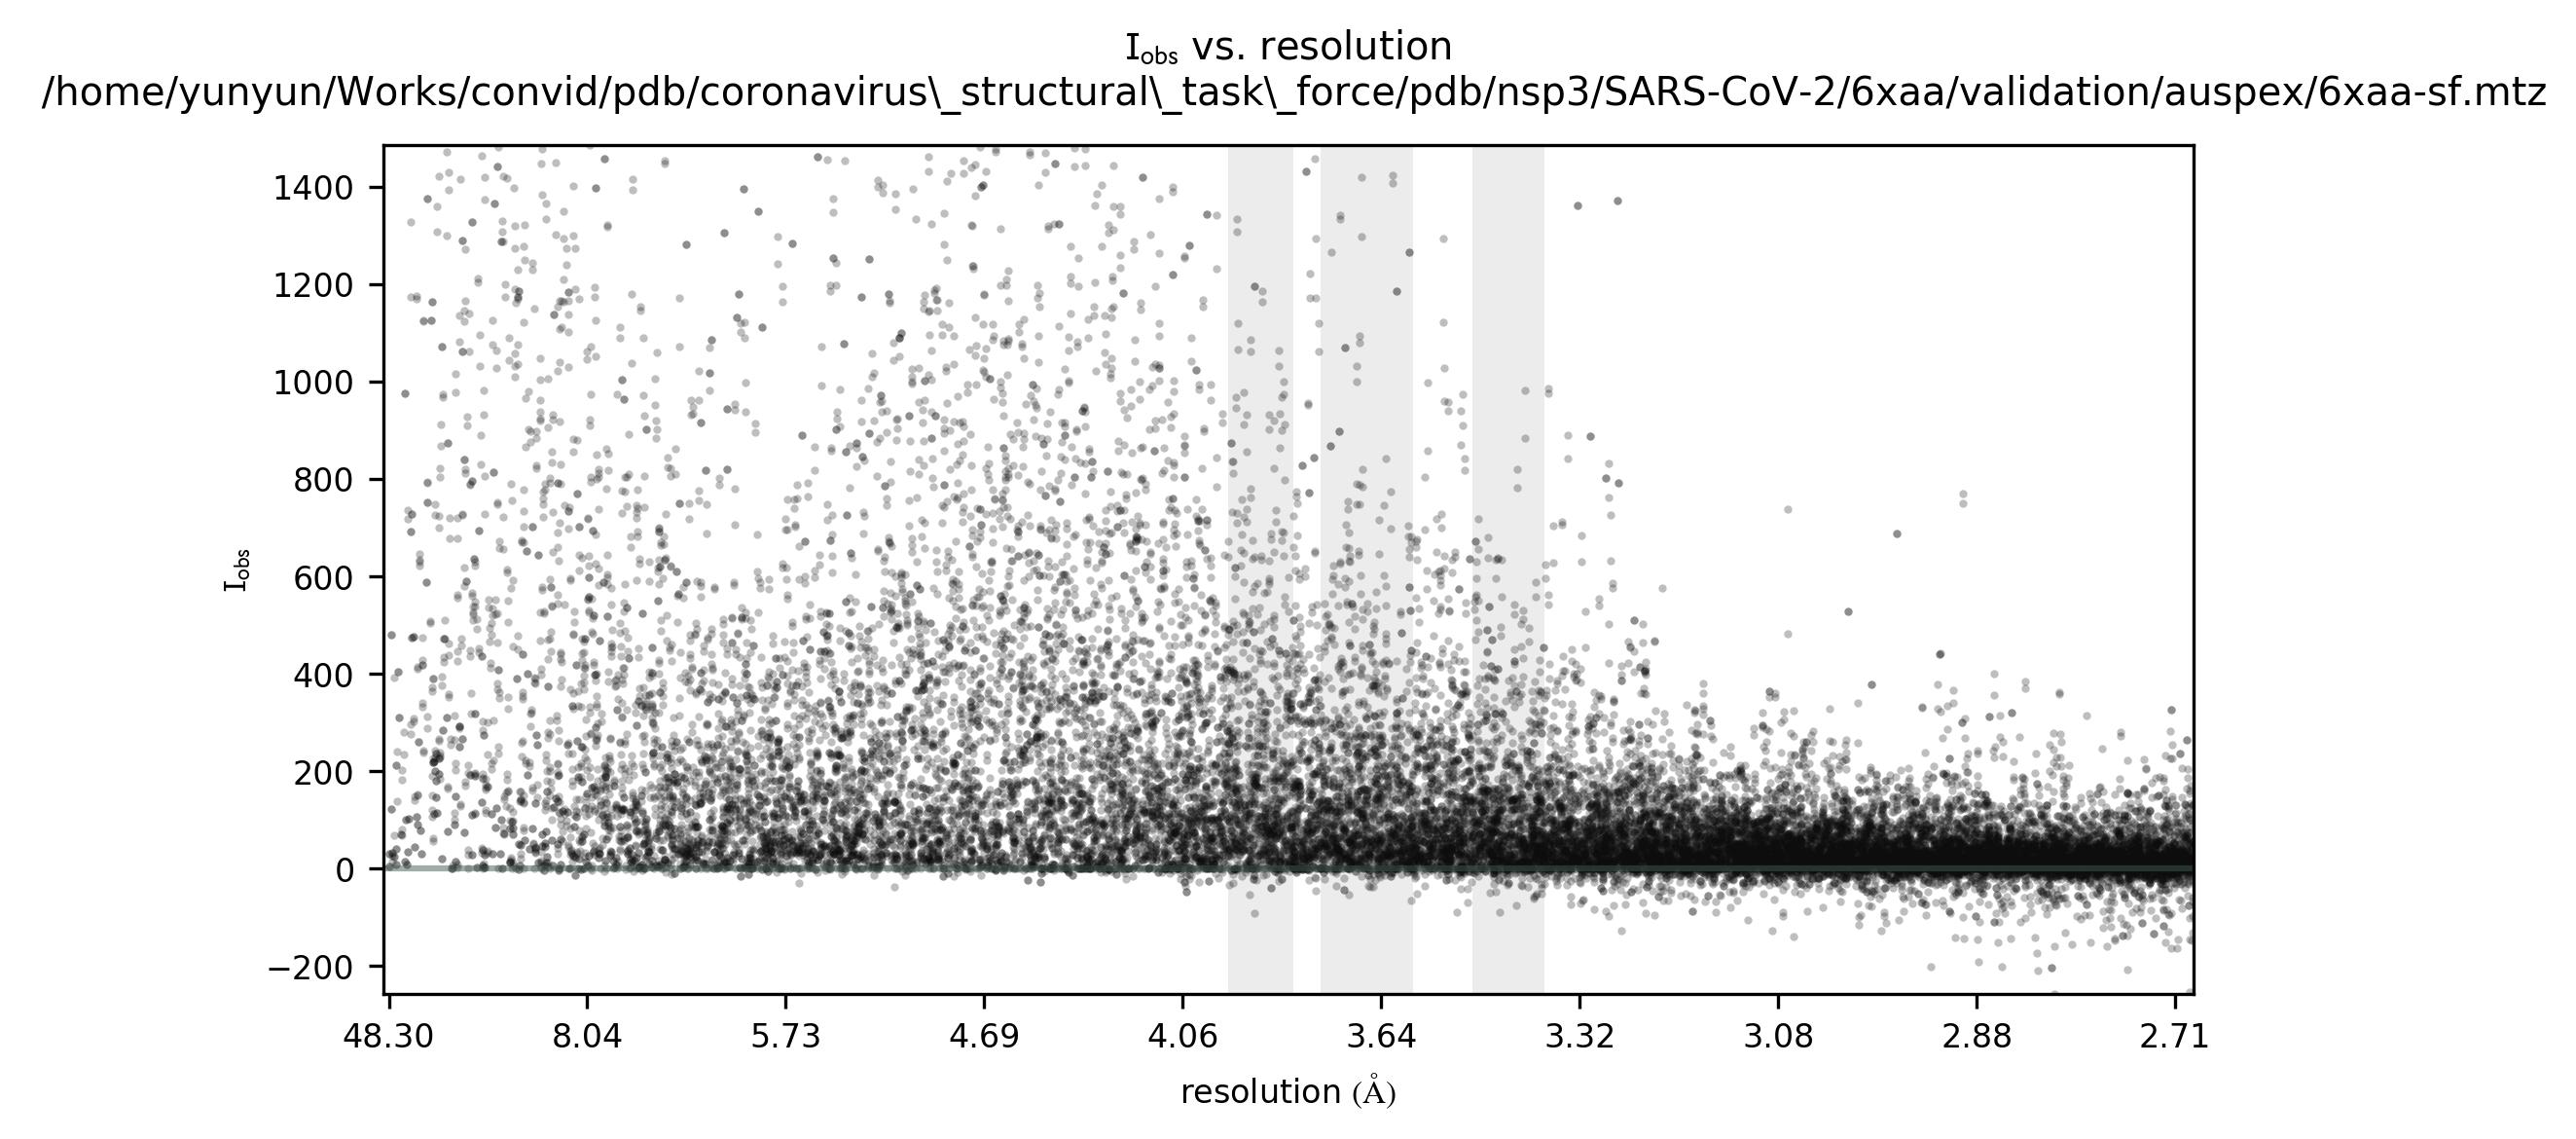 Iobs vs. resolution
/home/yunyun/Works/convid/pdb/coronavirus\_structural\_task\_force/pdb/nsp3/SARS-CoV-2/6xaa/validation/auspex/6xaa-sf.mtz
1400
1200
1000
800
600
400
200
0
−200
Iobs
48.30 8.04 5.73 4.69 4.06 3.64 3.32 3.08 2.88 2.71
resolution (Å)